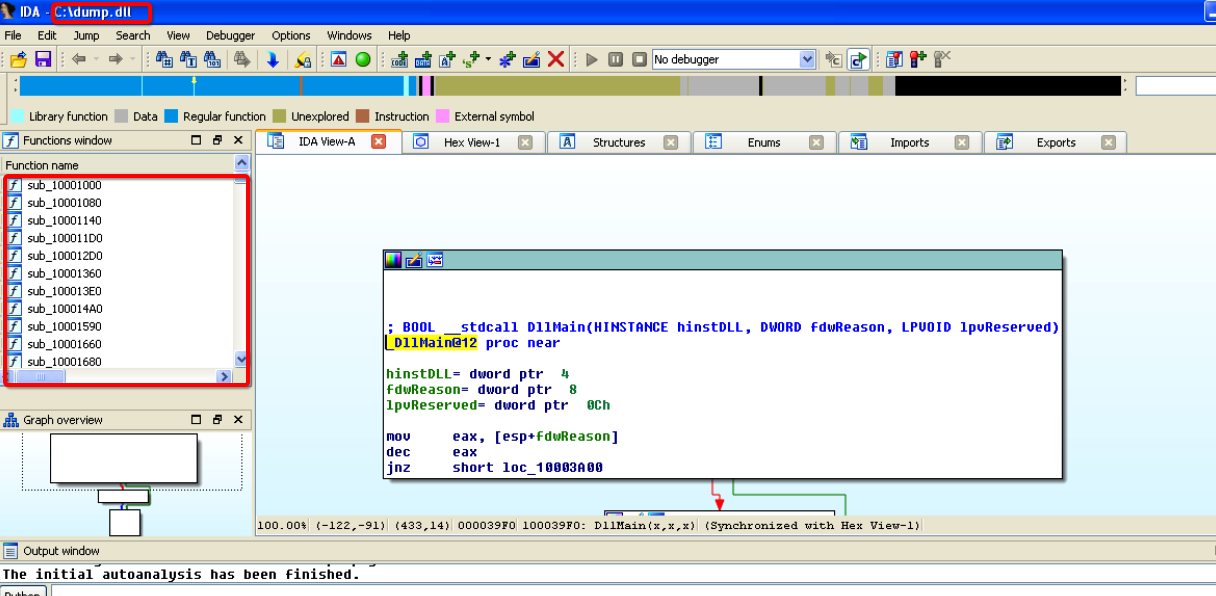 IDA - C:\dump.dll
File Edit Jump Search View Debugger Options Windows Help
No debugger
Library function Data Regular function Unexplored Instruction External symbol
Functions window
IDA View-A Hex View-1 Structures Enums Imports Exports
Function name
sub_10001000
sub_10001080
sub_10001140
sub_100011D0
sub_100012D0
sub_10001360
sub_100013E0
sub_100014A0
sub_10001590
sub_10001660
sub_10001680
; BOOL __stdcall DllMain(HINSTANCE hinstDLL, DWORD fdwReason, LPVOID lpvReserved)
_DllMain@12 proc near
hinstDLL= dword ptr 4
fdwReason= dword ptr 8
lpvReserved= dword ptr 0Ch
mov eax, [esp+fdwReason]
dec eax
jnz short loc_10003A00
Graph overview
100.00% (-122,-91) (433,14) 000039F0 100039F0: DllMain(x,x,x) (Synchronized with Hex View-1)
Output window
The initial autoanalysis has been finished.
Python